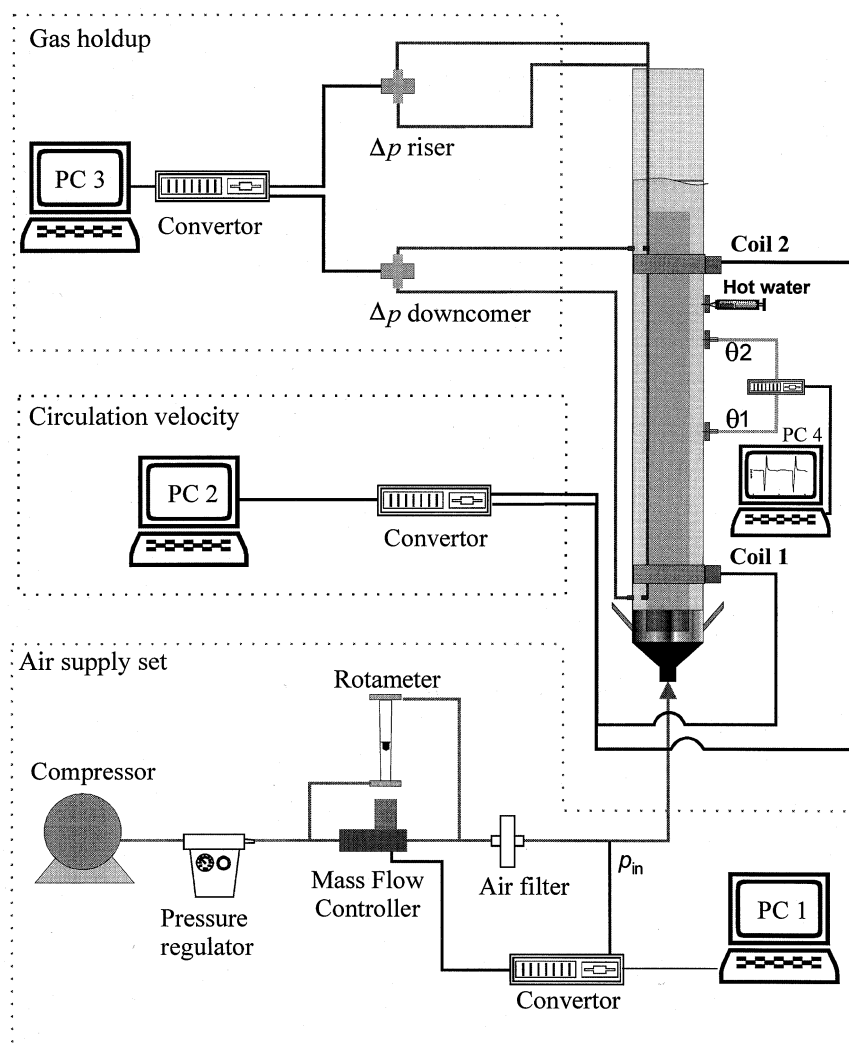 Gas holdup
Δp riser
PC 3
Convertor
Δp downcomer
Coil 2
Hot water
θ2
θ1
PC 4
Circulation velocity
PC 2
Convertor
Coil 1
Air supply set
Rotameter
Compressor
Mass Flow
Controller
Air filter
pin
Pressure
regulator
PC 1
Convertor